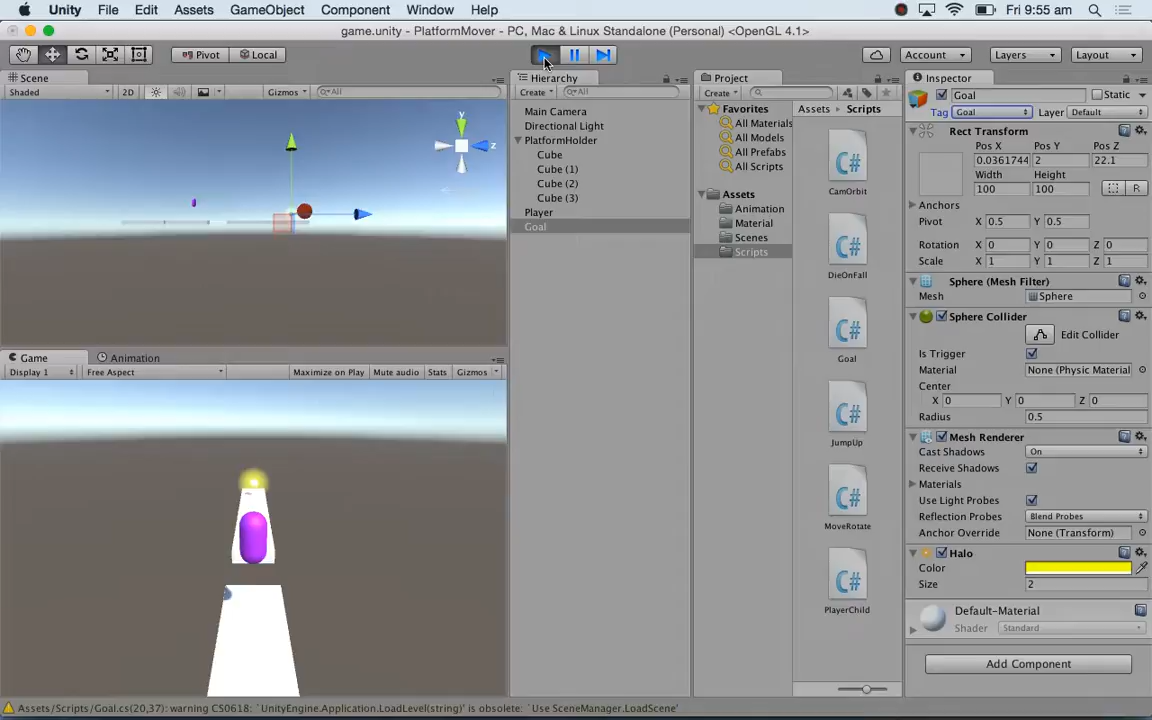 Unity File Edit Assets GameObject Component Window Help Fri 9:55 am
game.unity - PlatformMover - PC, Mac & Linux Standalone (Personal) <OpenGL 4.1>
Pivot Local Account Layers Layout
Scene
Shaded 2D Gizmos All
Game Animation
Display 1 Free Aspect Maximize on Play Mute audio Stats Gizmos
Hierarchy
Create All
Main Camera
Directional Light
PlatformHolder
Cube
Cube (1)
Cube (2)
Cube (3)
Player
Goal
Project
Create
Favorites
All Materials
All Models
All Prefabs
All Scripts
Assets
Animation
Material
Scenes
Scripts
Assets Scripts
C#
CamOrbit
C#
DieOnFall
C#
Goal
C#
JumpUp
C#
MoveRotate
C#
PlayerChild
Inspector
Goal Static
Tag Goal Layer Default
Rect Transform
Pos X Pos Y Pos Z
0.0361744 2 22.1
Width Height
100 100 R
Anchors
Pivot X 0.5 Y 0.5
Rotation X 0 Y 0 Z 0
Scale X 1 Y 1 Z 1
Sphere (Mesh Filter)
Mesh Sphere
Sphere Collider
Edit Collider
Is Trigger
Material None (Physic Material
Center
X 0 Y 0 Z 0
Radius 0.5
Mesh Renderer
Cast Shadows On
Receive Shadows
Materials
Use Light Probes
Reflection Probes Blend Probes
Anchor Override None (Transform)
Halo
Color
Size 2
Default-Material
Shader Standard
Add Component
y
z
Assets/Scripts/Goal.cs(20,37): warning CS0618: `UnityEngine.Application.LoadLevel(string)' is obsolete: `Use SceneManager.LoadScene'